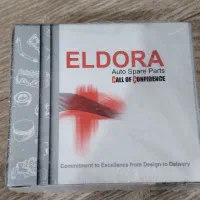 ELDORA
Auto Spare Parts
CALL OF CONFIDENCE
Commitment to Excellence from Design to Delivery